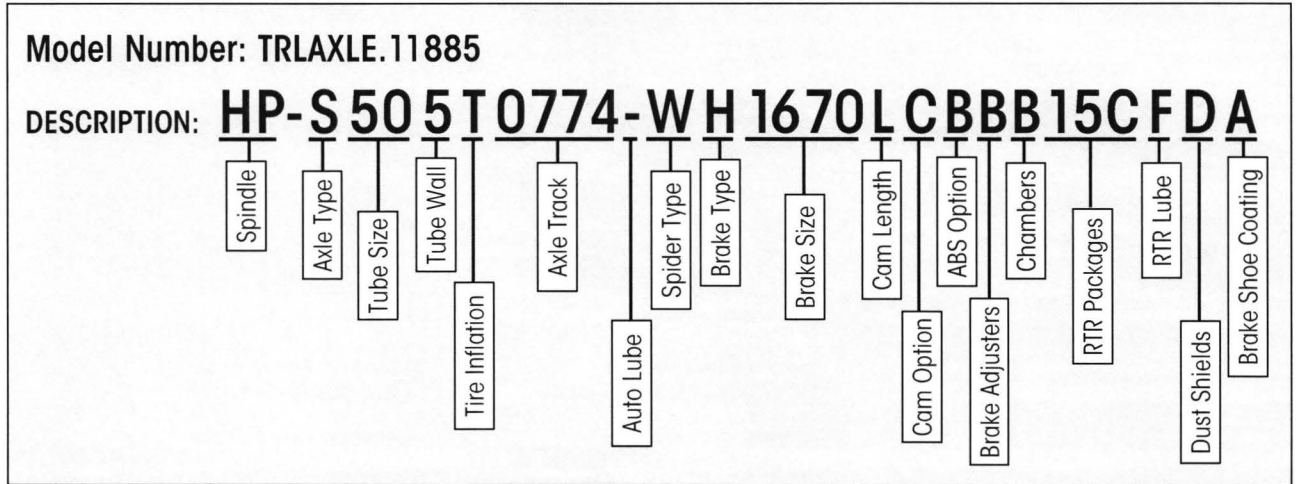 Model Number: TRLAXLE.11885
DESCRIPTION: HP-S505T0774-WH1670LCBBB15CFDA
Spindle
Axle Type
Tube Size
Tube Wall
Tire Inflation
Axle Track
Auto Lube
Spider Type
Brake Type
Brake Size
Cam Length
Cam Option
ABS Option
Brake Adjusters
Chambers
RTR Packages
RTR Lube
Dust Shields
Brake Shoe Coating